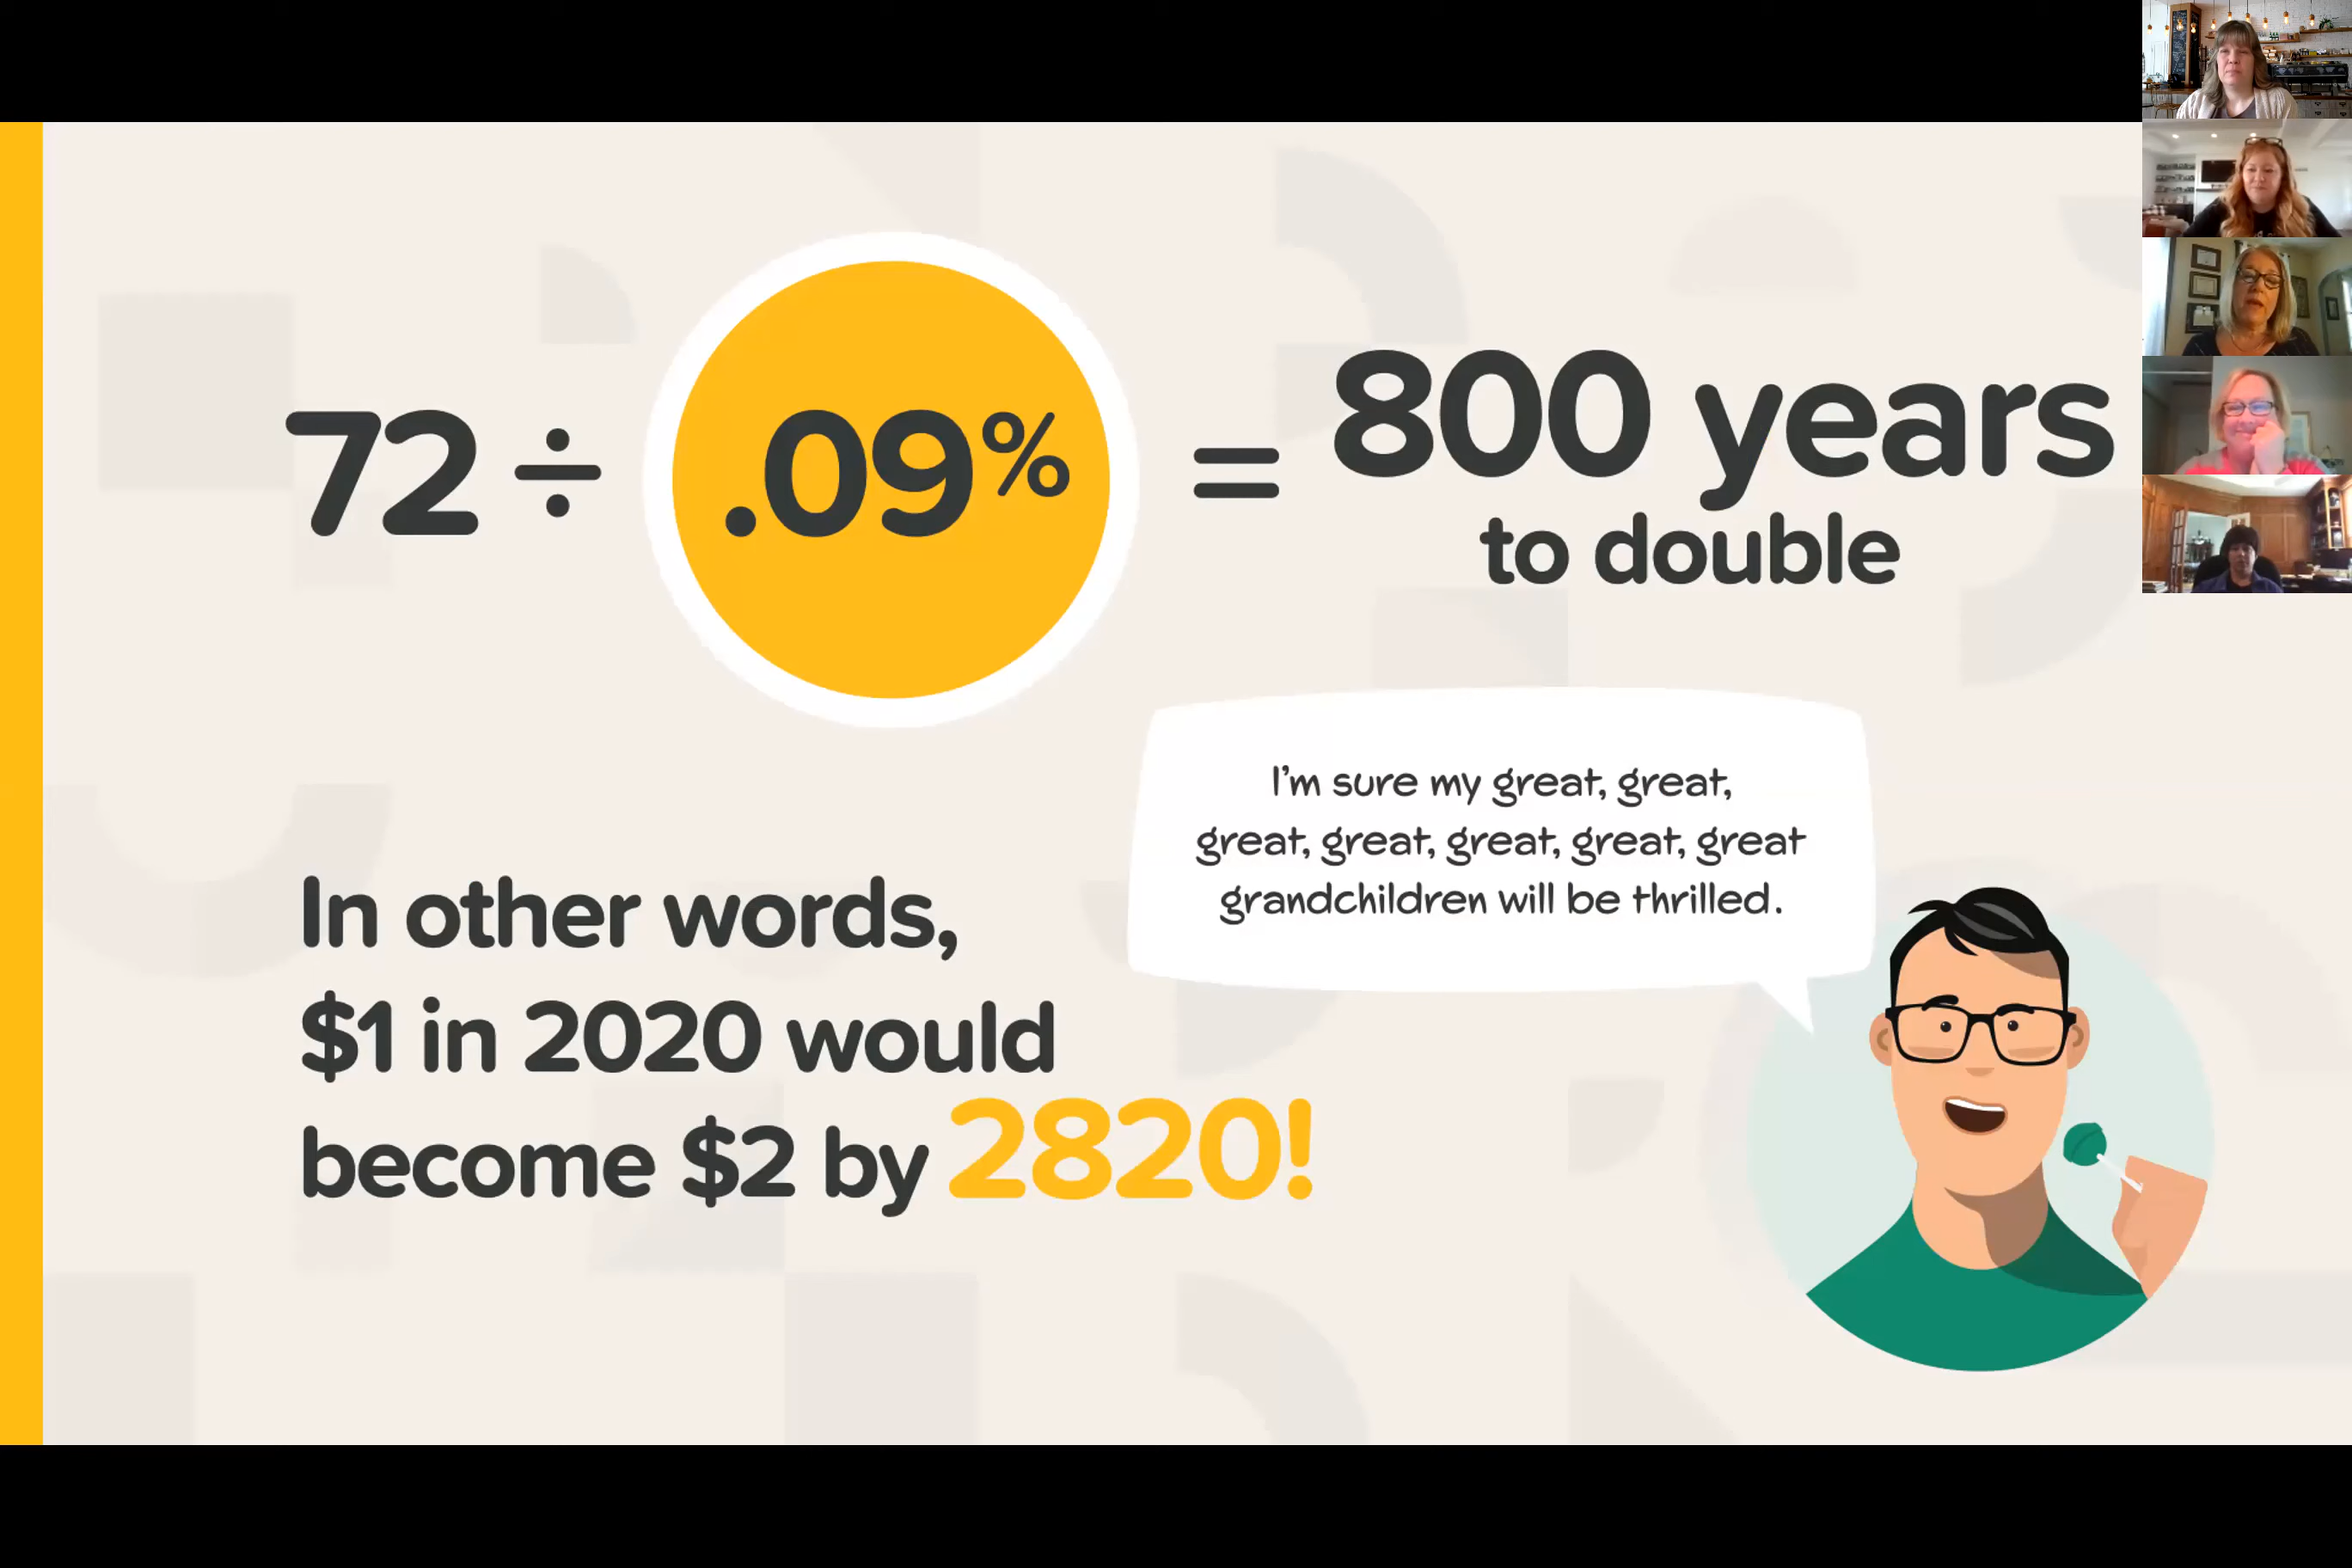 72 ÷ .09% = 800 years
to double
I'm sure my great, great,
great, great, great, great, great
grandchildren will be thrilled.
In other words,
$1 in 2020 would
become $2 by 2820!